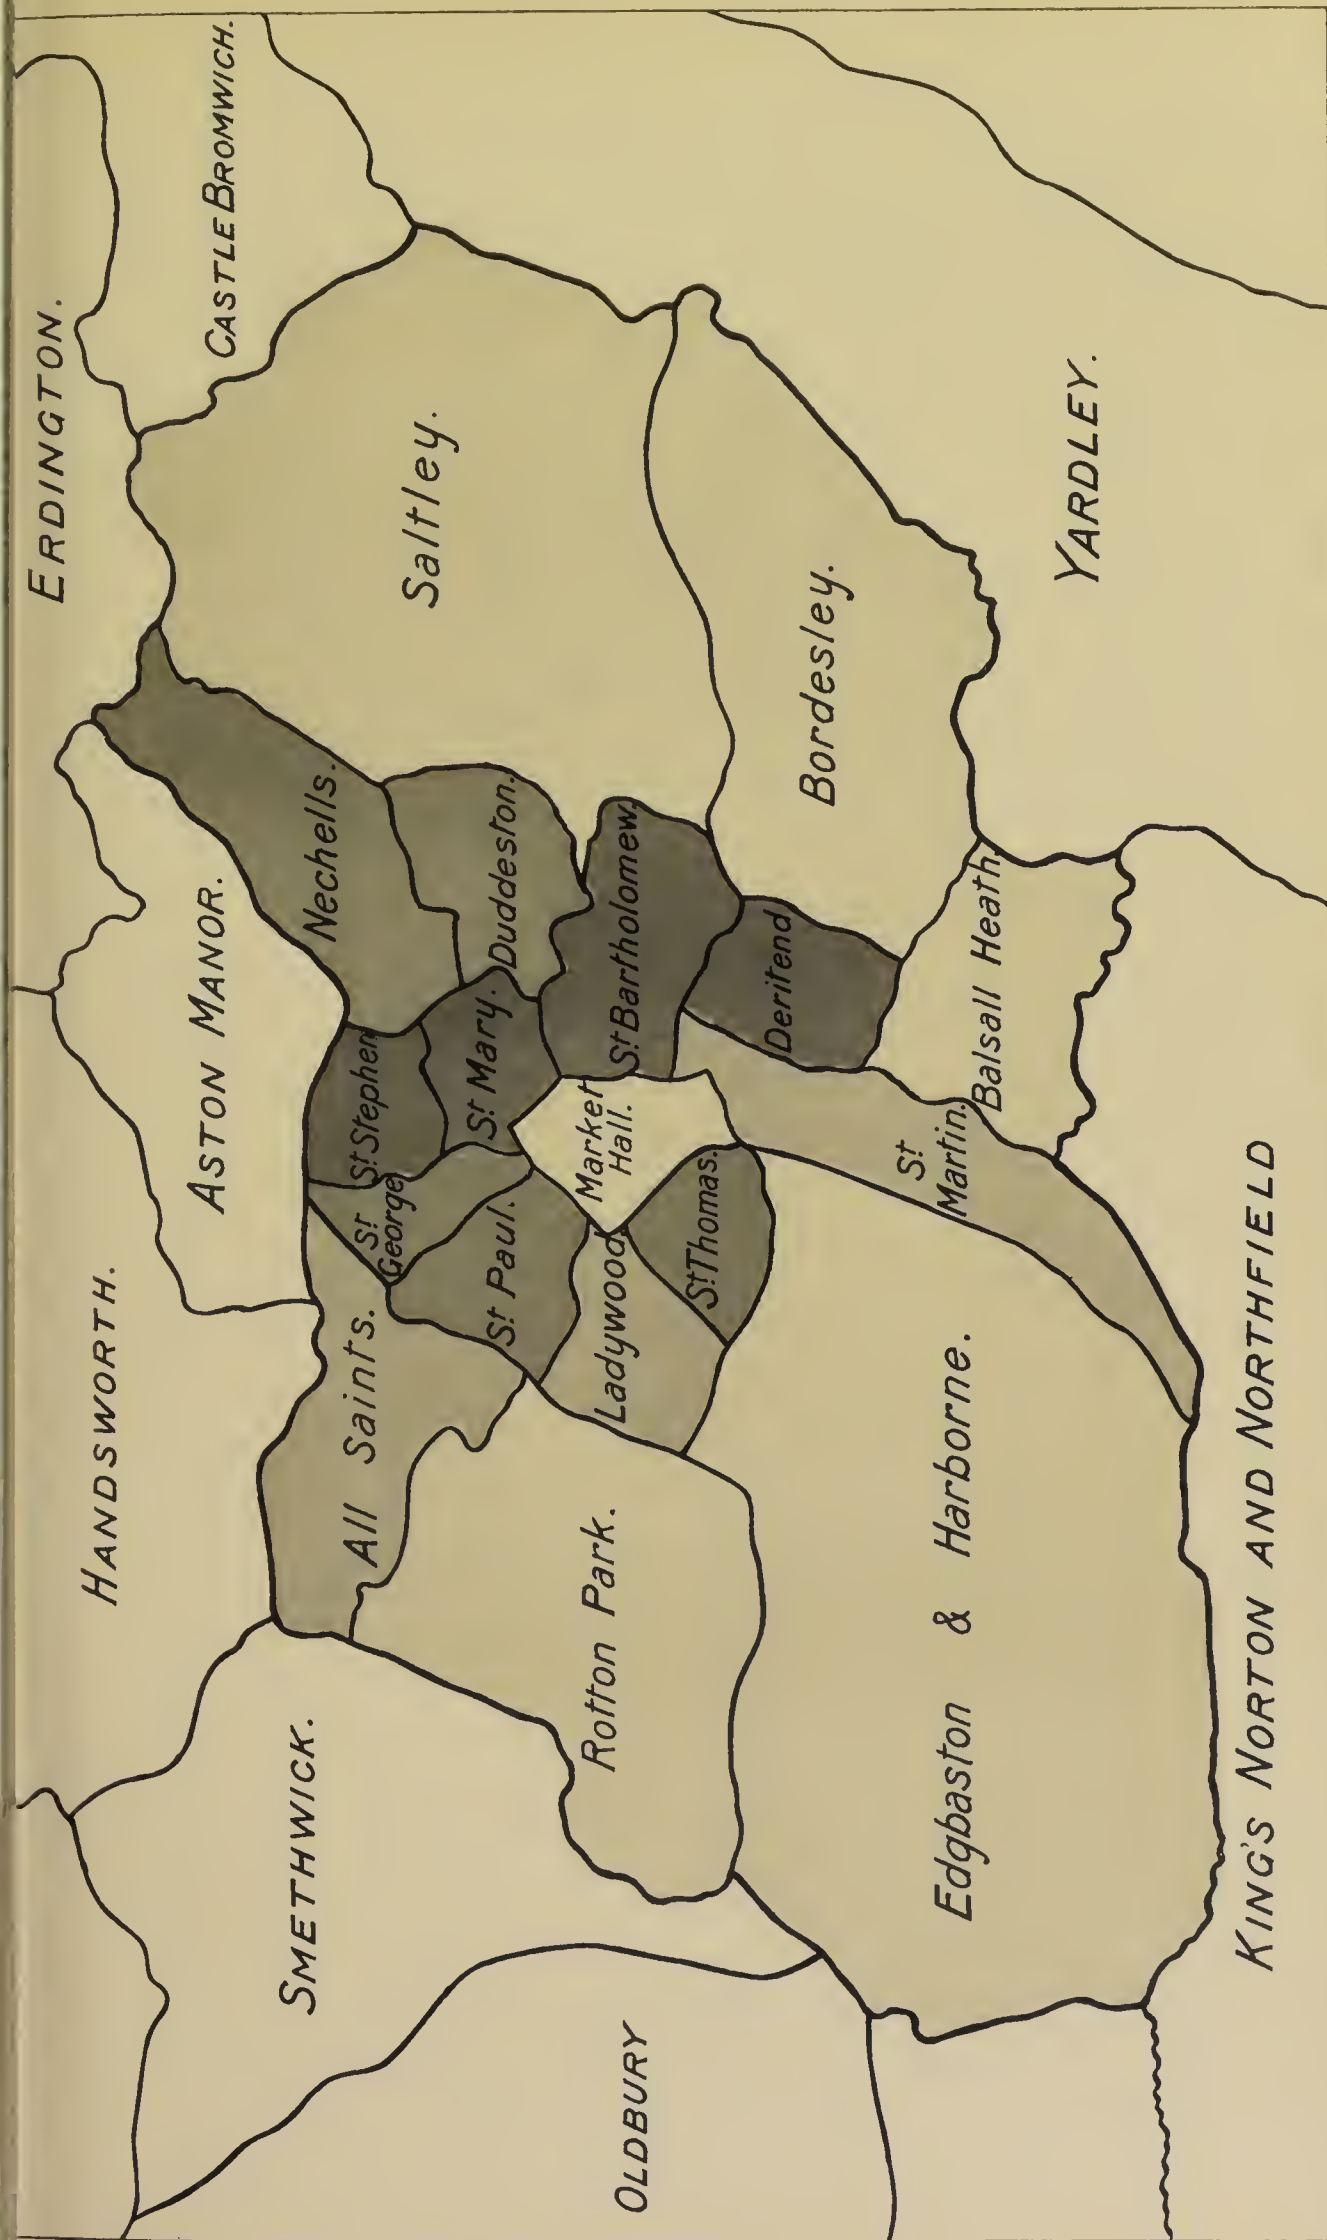 ERDINGTON.
CASTLE BROMWICH.
HANDSWORTH.
ASTON MANOR.
SMETHWICK.
OLDBURY
YARDLEY.
KING'S NORTON AND NORTHFIELD
Nechells.
Saltley.
Duddeston.
St Stephen
St Mary.
St Bartholomew.
St
George
St Paul.
Market
Hall.
All Saints.
Ladywood
St Thomas.
Deritend
Bordesley.
Rotton Park.
St
Martin.
Balsall Heath.
Edgbaston & Harborne.